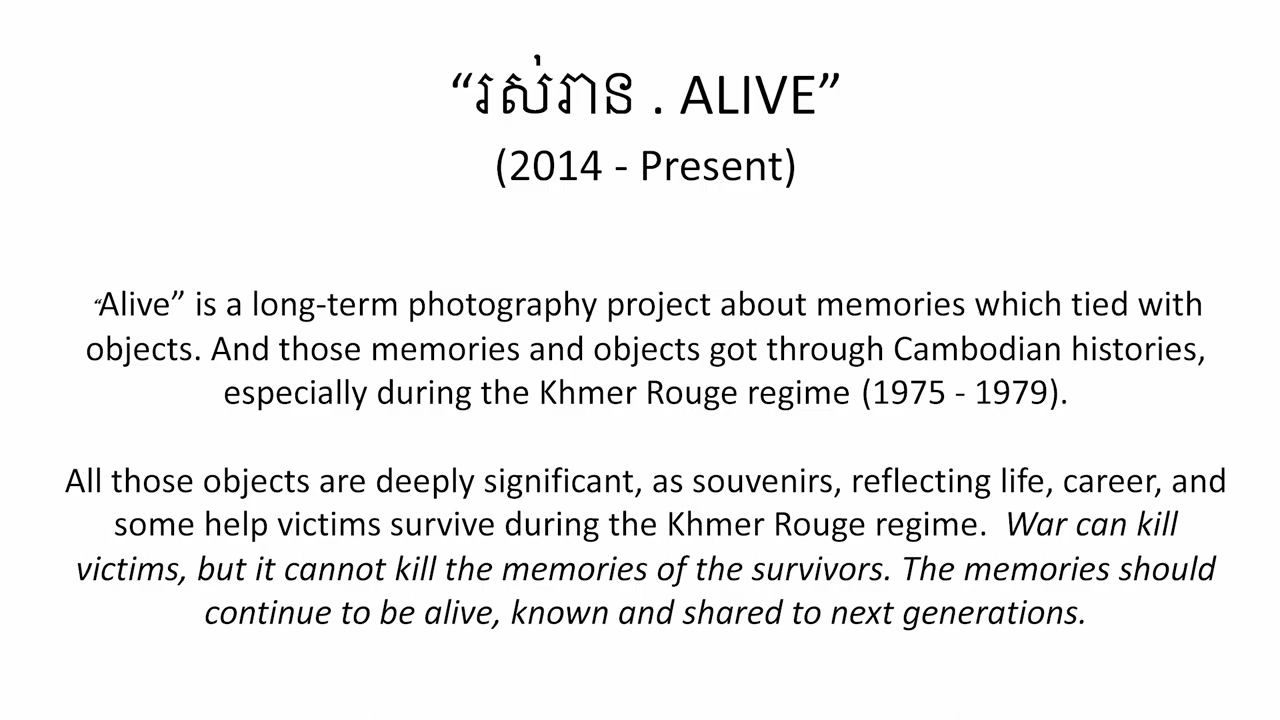 “រស់រាន . ALIVE”
(2014 - Present)
“Alive” is a long-term photography project about memories which tied with
objects. And those memories and objects got through Cambodian histories,
especially during the Khmer Rouge regime (1975 - 1979).
All those objects are deeply significant, as souvenirs, reflecting life, career, and
some help victims survive during the Khmer Rouge regime.  War can kill
victims, but it cannot kill the memories of the survivors. The memories should
continue to be alive, known and shared to next generations.